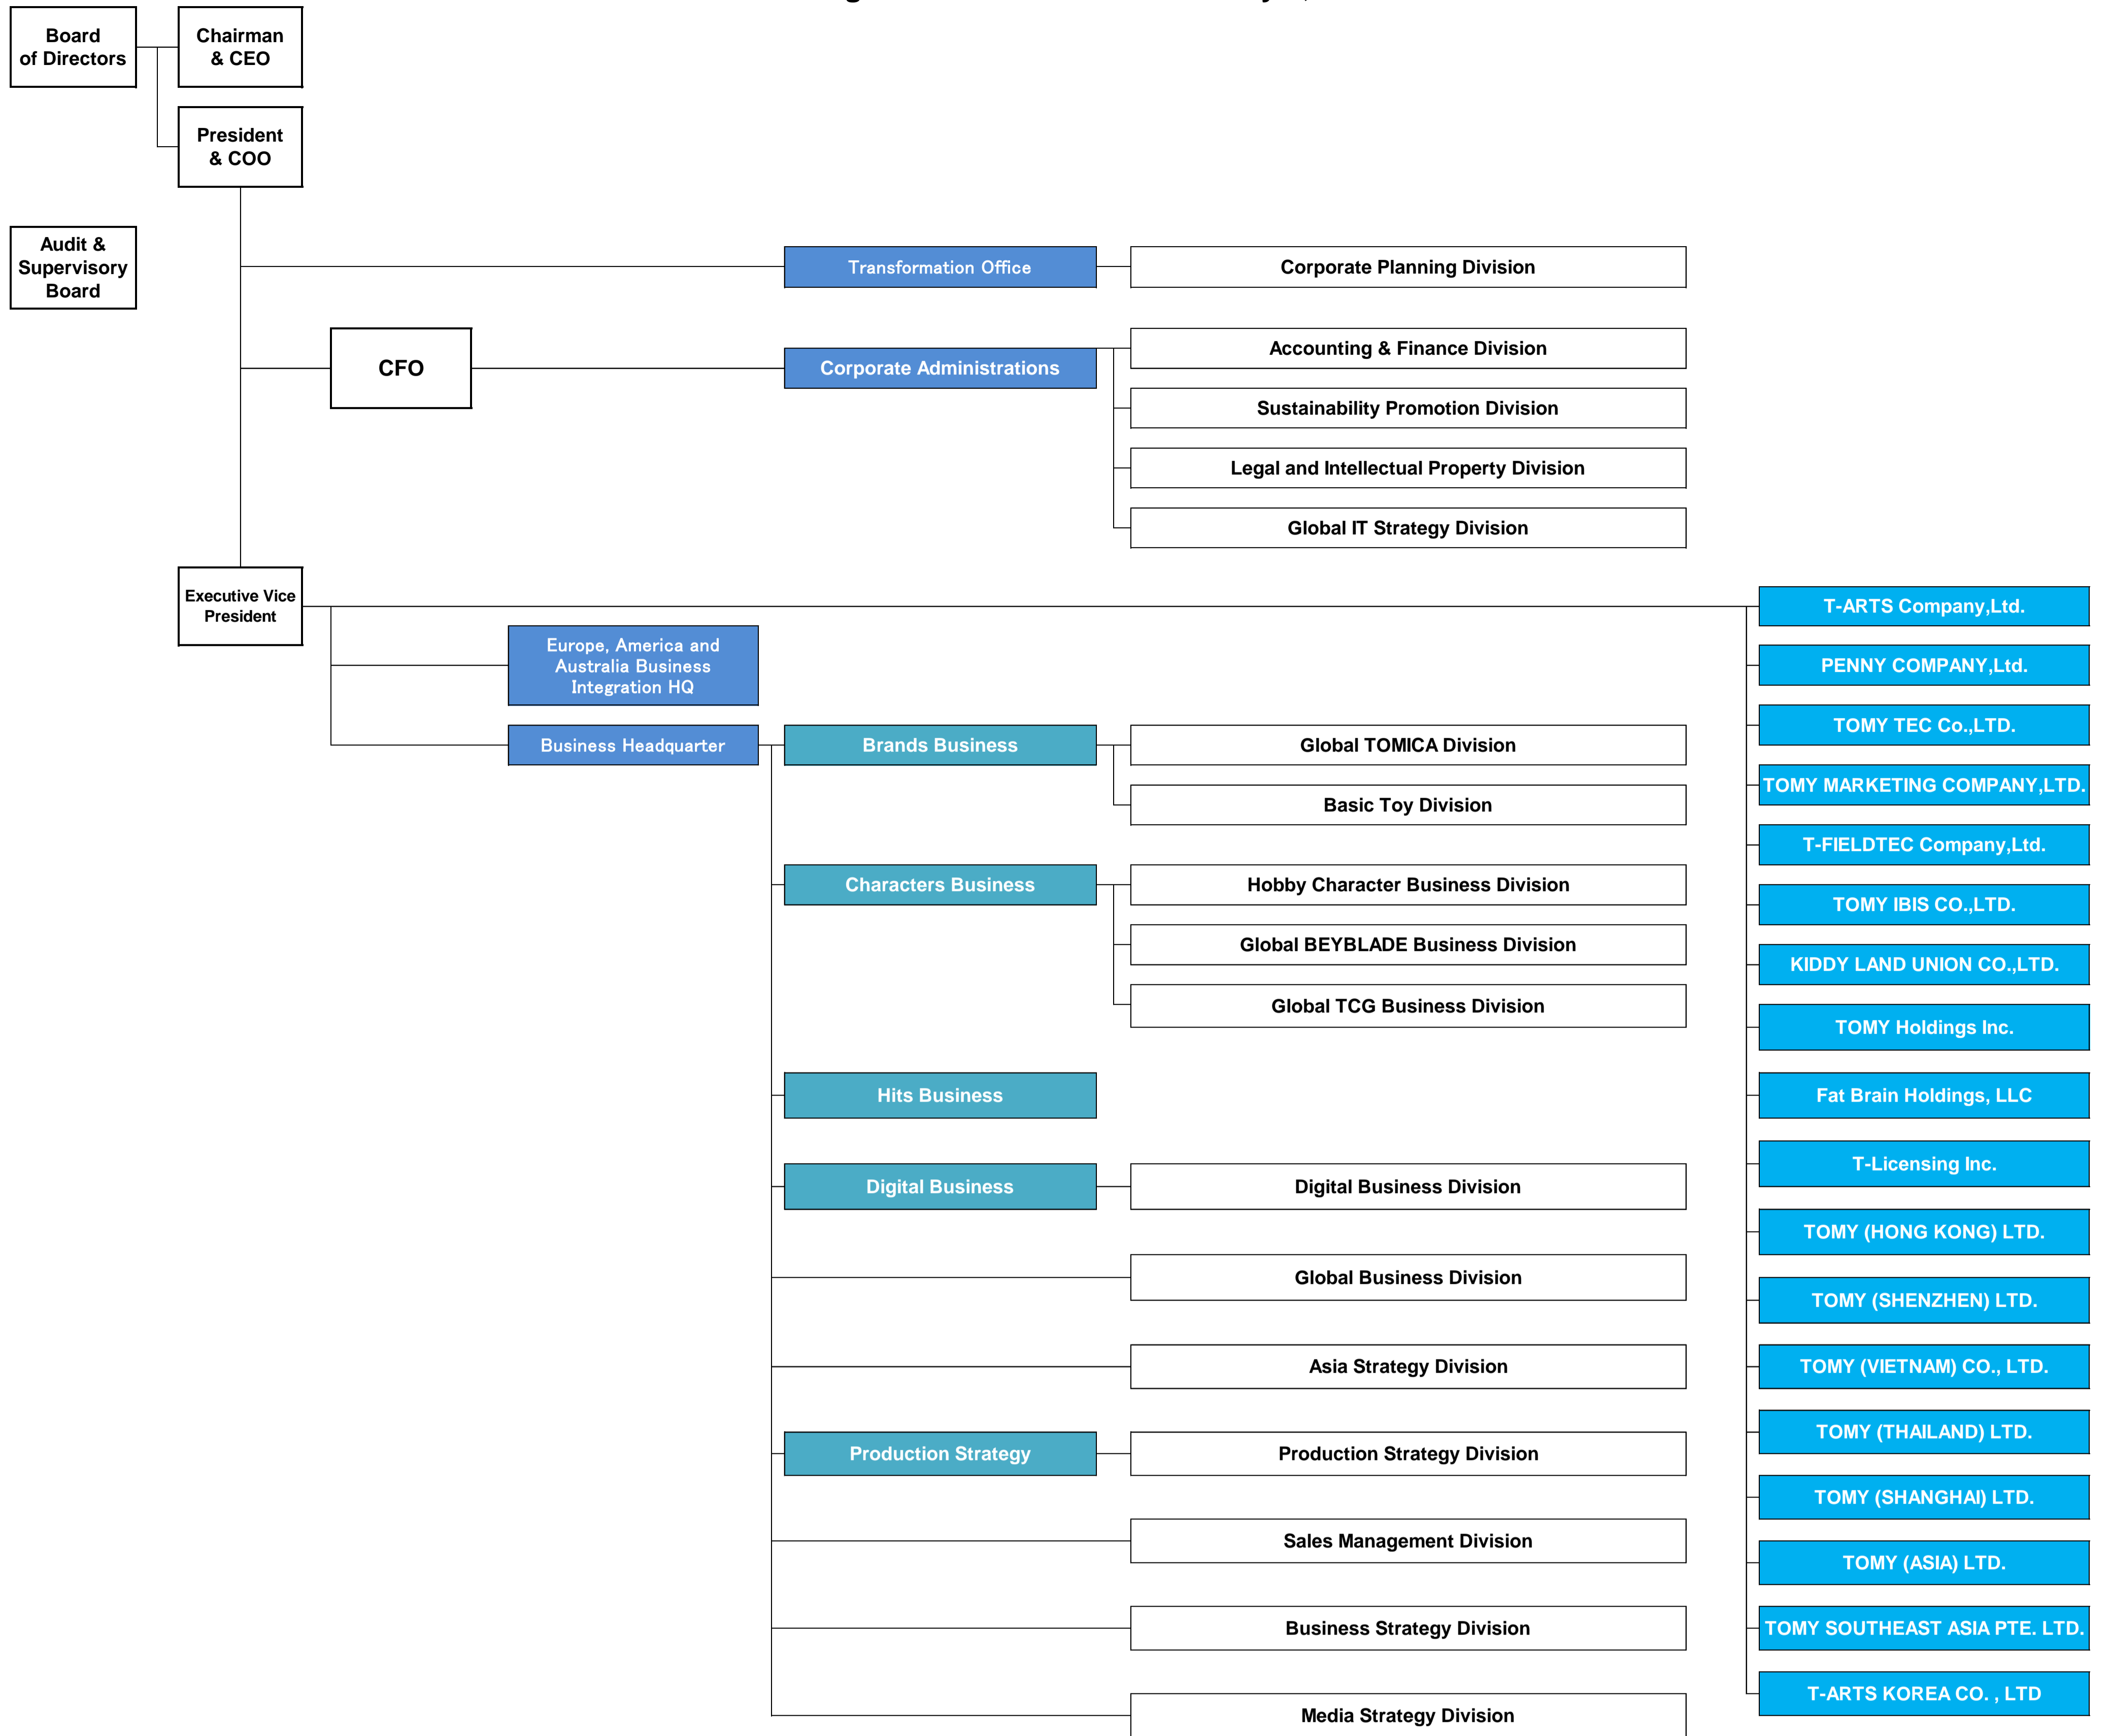 Board
of Directors
Chairman
& CEO
President
& COO
Audit &
Supervisory
Board
Transformation Office
Corporate Planning Division
CFO
Corporate Administrations
Accounting & Finance Division
Sustainability Promotion Division
Legal and Intellectual Property Division
Global IT Strategy Division
Executive Vice
President
Europe, America and
Australia Business
Integration HQ
Business Headquarter
Brands Business
Global TOMICA Division
Basic Toy Division
Characters Business
Hobby Character Business Division
Global BEYBLADE Business Division
Global TCG Business Division
Hits Business
Digital Business
Digital Business Division
Global Business Division
Asia Strategy Division
Production Strategy
Production Strategy Division
Sales Management Division
Business Strategy Division
Media Strategy Division
T-ARTS Company,Ltd.
PENNY COMPANY,Ltd.
TOMY TEC Co.,LTD.
TOMY MARKETING COMPANY,LTD.
T-FIELDTEC Company,Ltd.
TOMY IBIS CO.,LTD.
KIDDY LAND UNION CO.,LTD.
TOMY Holdings Inc.
Fat Brain Holdings, LLC
T-Licensing Inc.
TOMY (HONG KONG) LTD.
TOMY (SHENZHEN) LTD.
TOMY (VIETNAM) CO., LTD.
TOMY (THAILAND) LTD.
TOMY (SHANGHAI) LTD.
TOMY (ASIA) LTD.
TOMY SOUTHEAST ASIA PTE. LTD.
T-ARTS KOREA CO. , LTD